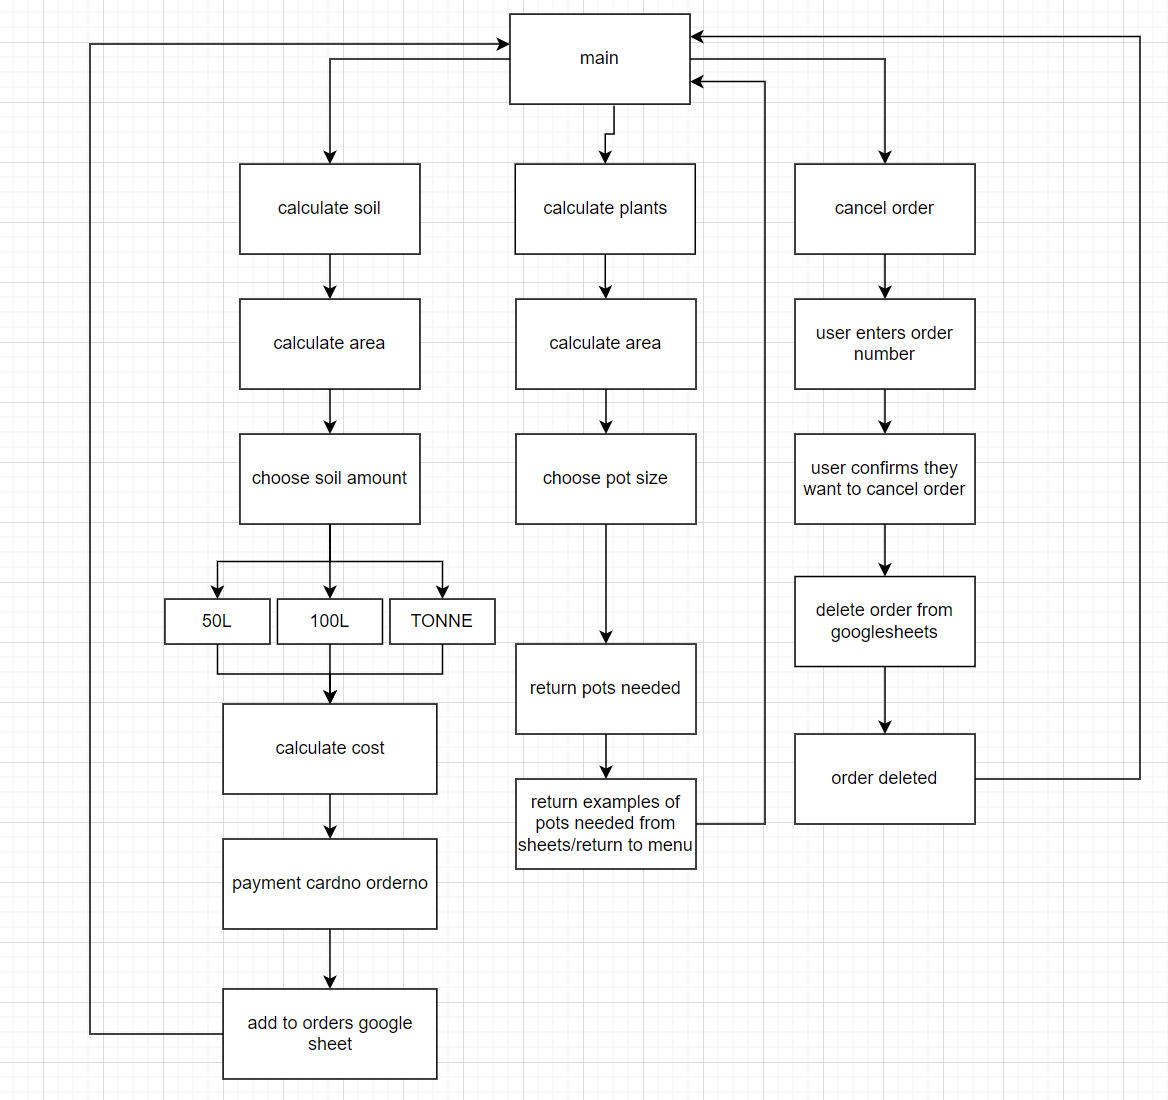 main
calculate soil
calculate plants
cancel order
calculate area
calculate area
user enters order
number
choose soil amount
choose pot size
user confirms they
want to cancel order
50L
100L
TONNE
delete order from
googlesheets
return pots needed
calculate cost
order deleted
return examples of
pots needed from
sheets/return to menu
payment cardno orderno
add to orders google
sheet